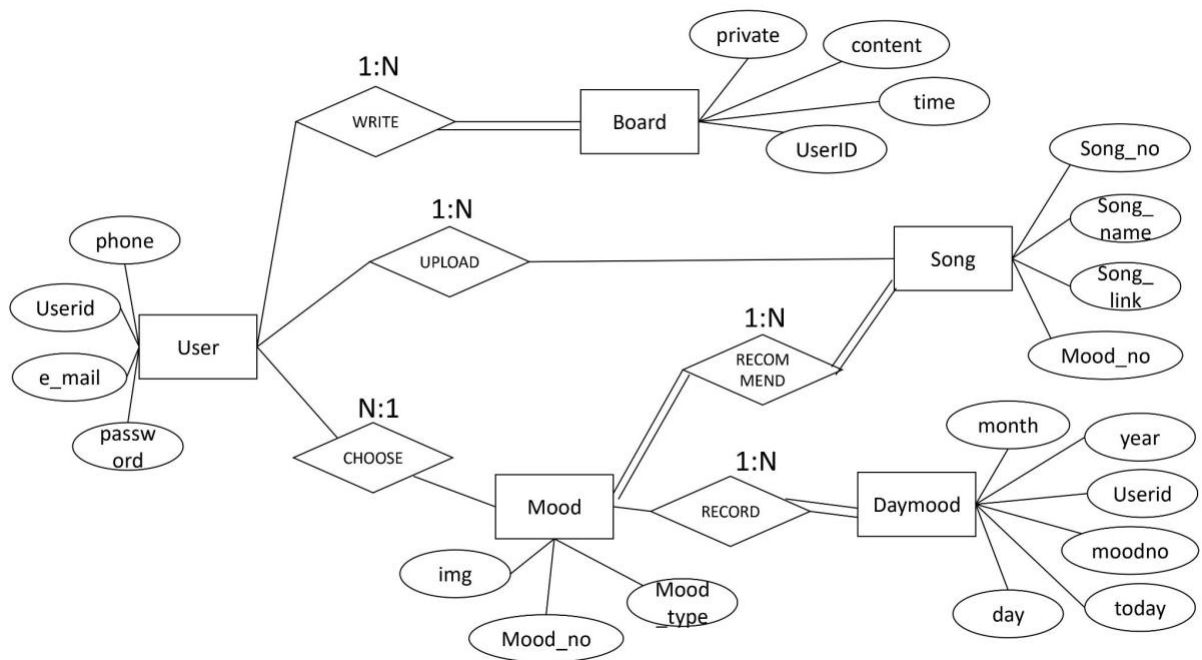 private
content
1:N
time
WRITE
Board
UserID
Song_no
1:N
Song_
name
phone
UPLOAD
Song
Song_
link
Userid
1:N
User
RECOM
MEND
Mood_no
e_mail
N:1
month
year
passw
ord
CHOOSE
1:N
Userid
Mood
RECORD
Daymood
moodno
img
Mood
_type
day
today
Mood_no